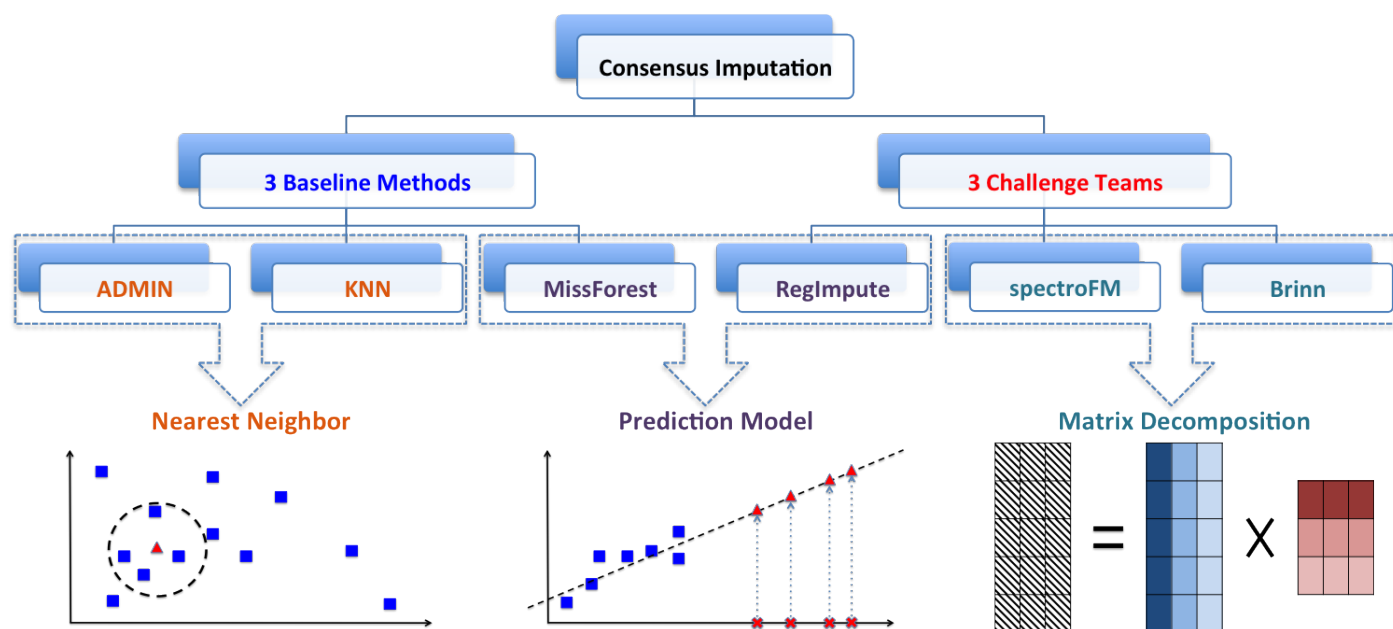 Consensus Imputation
3 Baseline Methods
3 Challenge Teams
ADMIN
KNN
MissForest
RegImpute
spectroFM
Brinn
Nearest Neighbor
Prediction Model
Matrix Decomposition
=
X